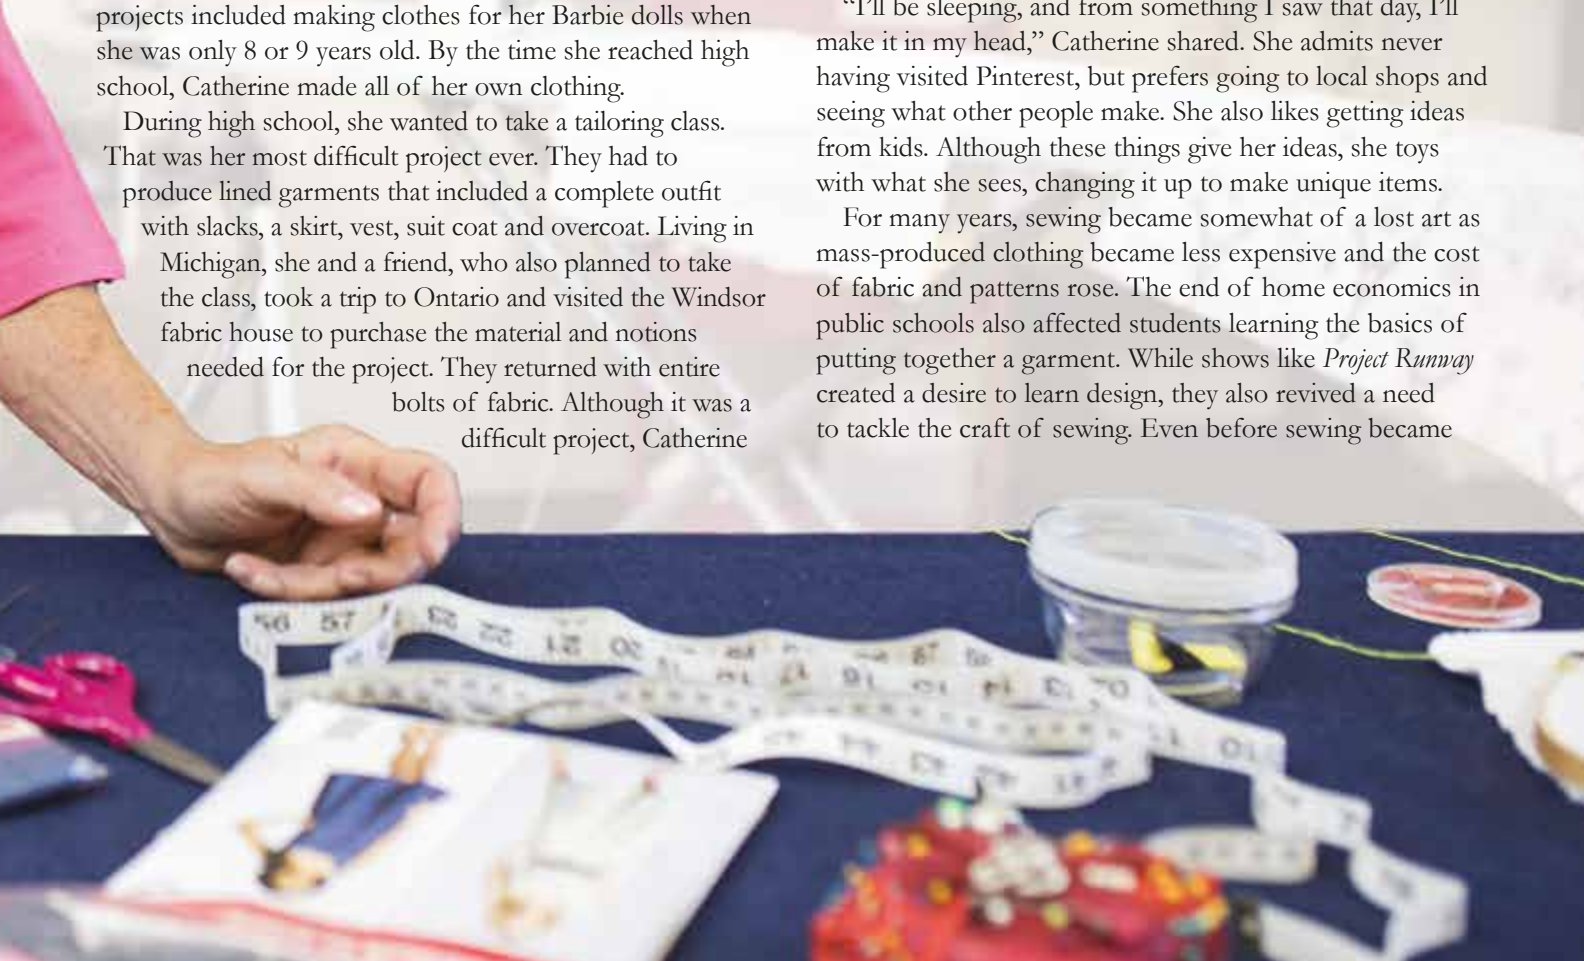 projects included making clothes for her Barbie dolls when
she was only 8 or 9 years old. By the time she reached high
school, Catherine made all of her own clothing.
During high school, she wanted to take a tailoring class.
That was her most difficult project ever. They had to
produce lined garments that included a complete outfit
with slacks, a skirt, vest, suit coat and overcoat. Living in
Michigan, she and a friend, who also planned to take
the class, took a trip to Ontario and visited the Windsor
fabric house to purchase the material and notions
needed for the project. They returned with entire
bolts of fabric. Although it was a
difficult project, Catherine
“I’ll be sleeping, and from something I saw that day, I’ll
make it in my head,” Catherine shared. She admits never
having visited Pinterest, but prefers going to local shops and
seeing what other people make. She also likes getting ideas
from kids. Although these things give her ideas, she toys
with what she sees, changing it up to make unique items.
For many years, sewing became somewhat of a lost art as
mass-produced clothing became less expensive and the cost
of fabric and patterns rose. The end of home economics in
public schools also affected students learning the basics of
putting together a garment. While shows like Project Runway
created a desire to learn design, they also revived a need
to tackle the craft of sewing. Even before sewing became
56 57 23 22 21 20